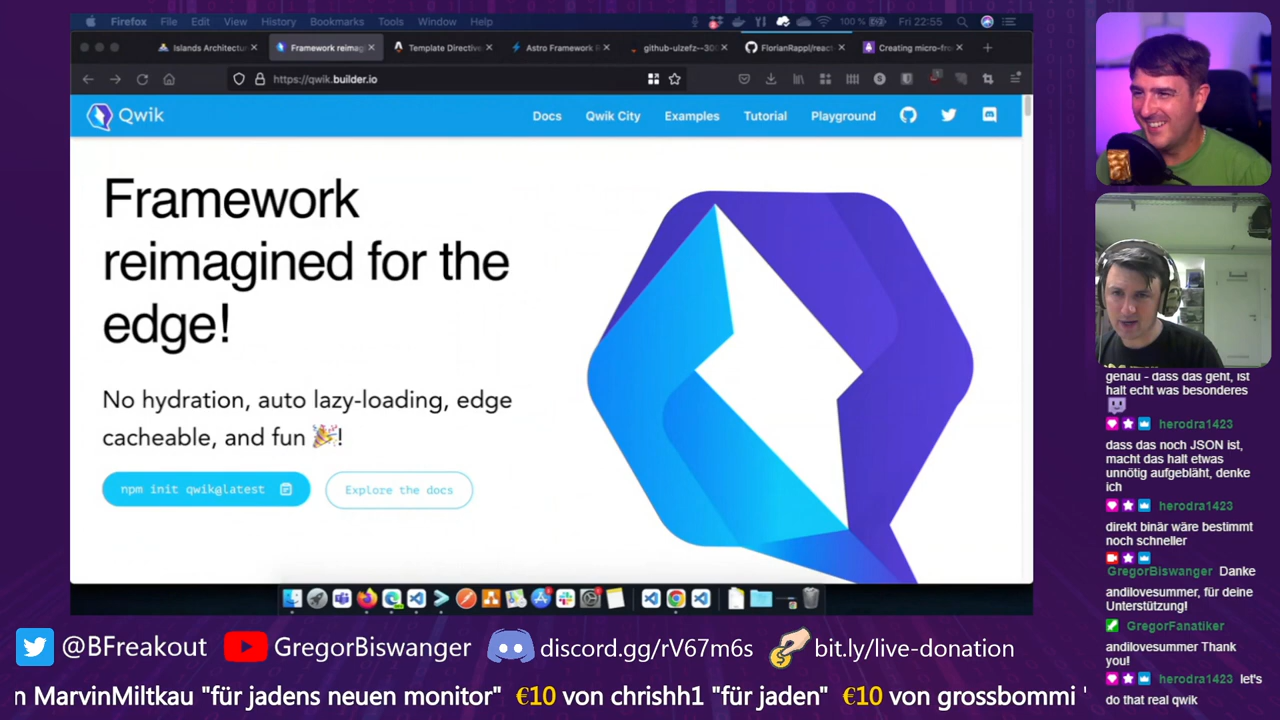 Firefox File Edit View History Bookmarks Tools Window Help
100 % Fri 22:55
Islands Architectur
Framework reimag
Template Directive
Astro Framework
github-ulzefz--300
FlorianRappl/react
Creating micro-fro
https://qwik.builder.io
Qwik
Docs Qwik City Examples Tutorial Playground
Framework
reimagined for the
edge!
No hydration, auto lazy-loading, edge
cacheable, and fun 🎉!
npm init qwik@latest
Explore the docs
genau - dass das geht, ist
halt echt was besonderes
herodra1423
dass das noch JSON ist,
macht das halt etwas
unnötig aufgebläht, denke
ich
herodra1423
direkt binär wäre bestimmt
noch schneller
GregorBiswanger Danke
andilovesummer, für deine
Unterstützung!
GregorFanatiker
andilovesummer Thank
you!
herodra1423 let's
do that real qwik
@BFreakout GregorBiswanger discord.gg/rV67m6s bit.ly/live-donation
n MarvinMiltkau "für jadens neuen monitor" €10 von chrishh1 "für jaden" €10 von grossbommi "